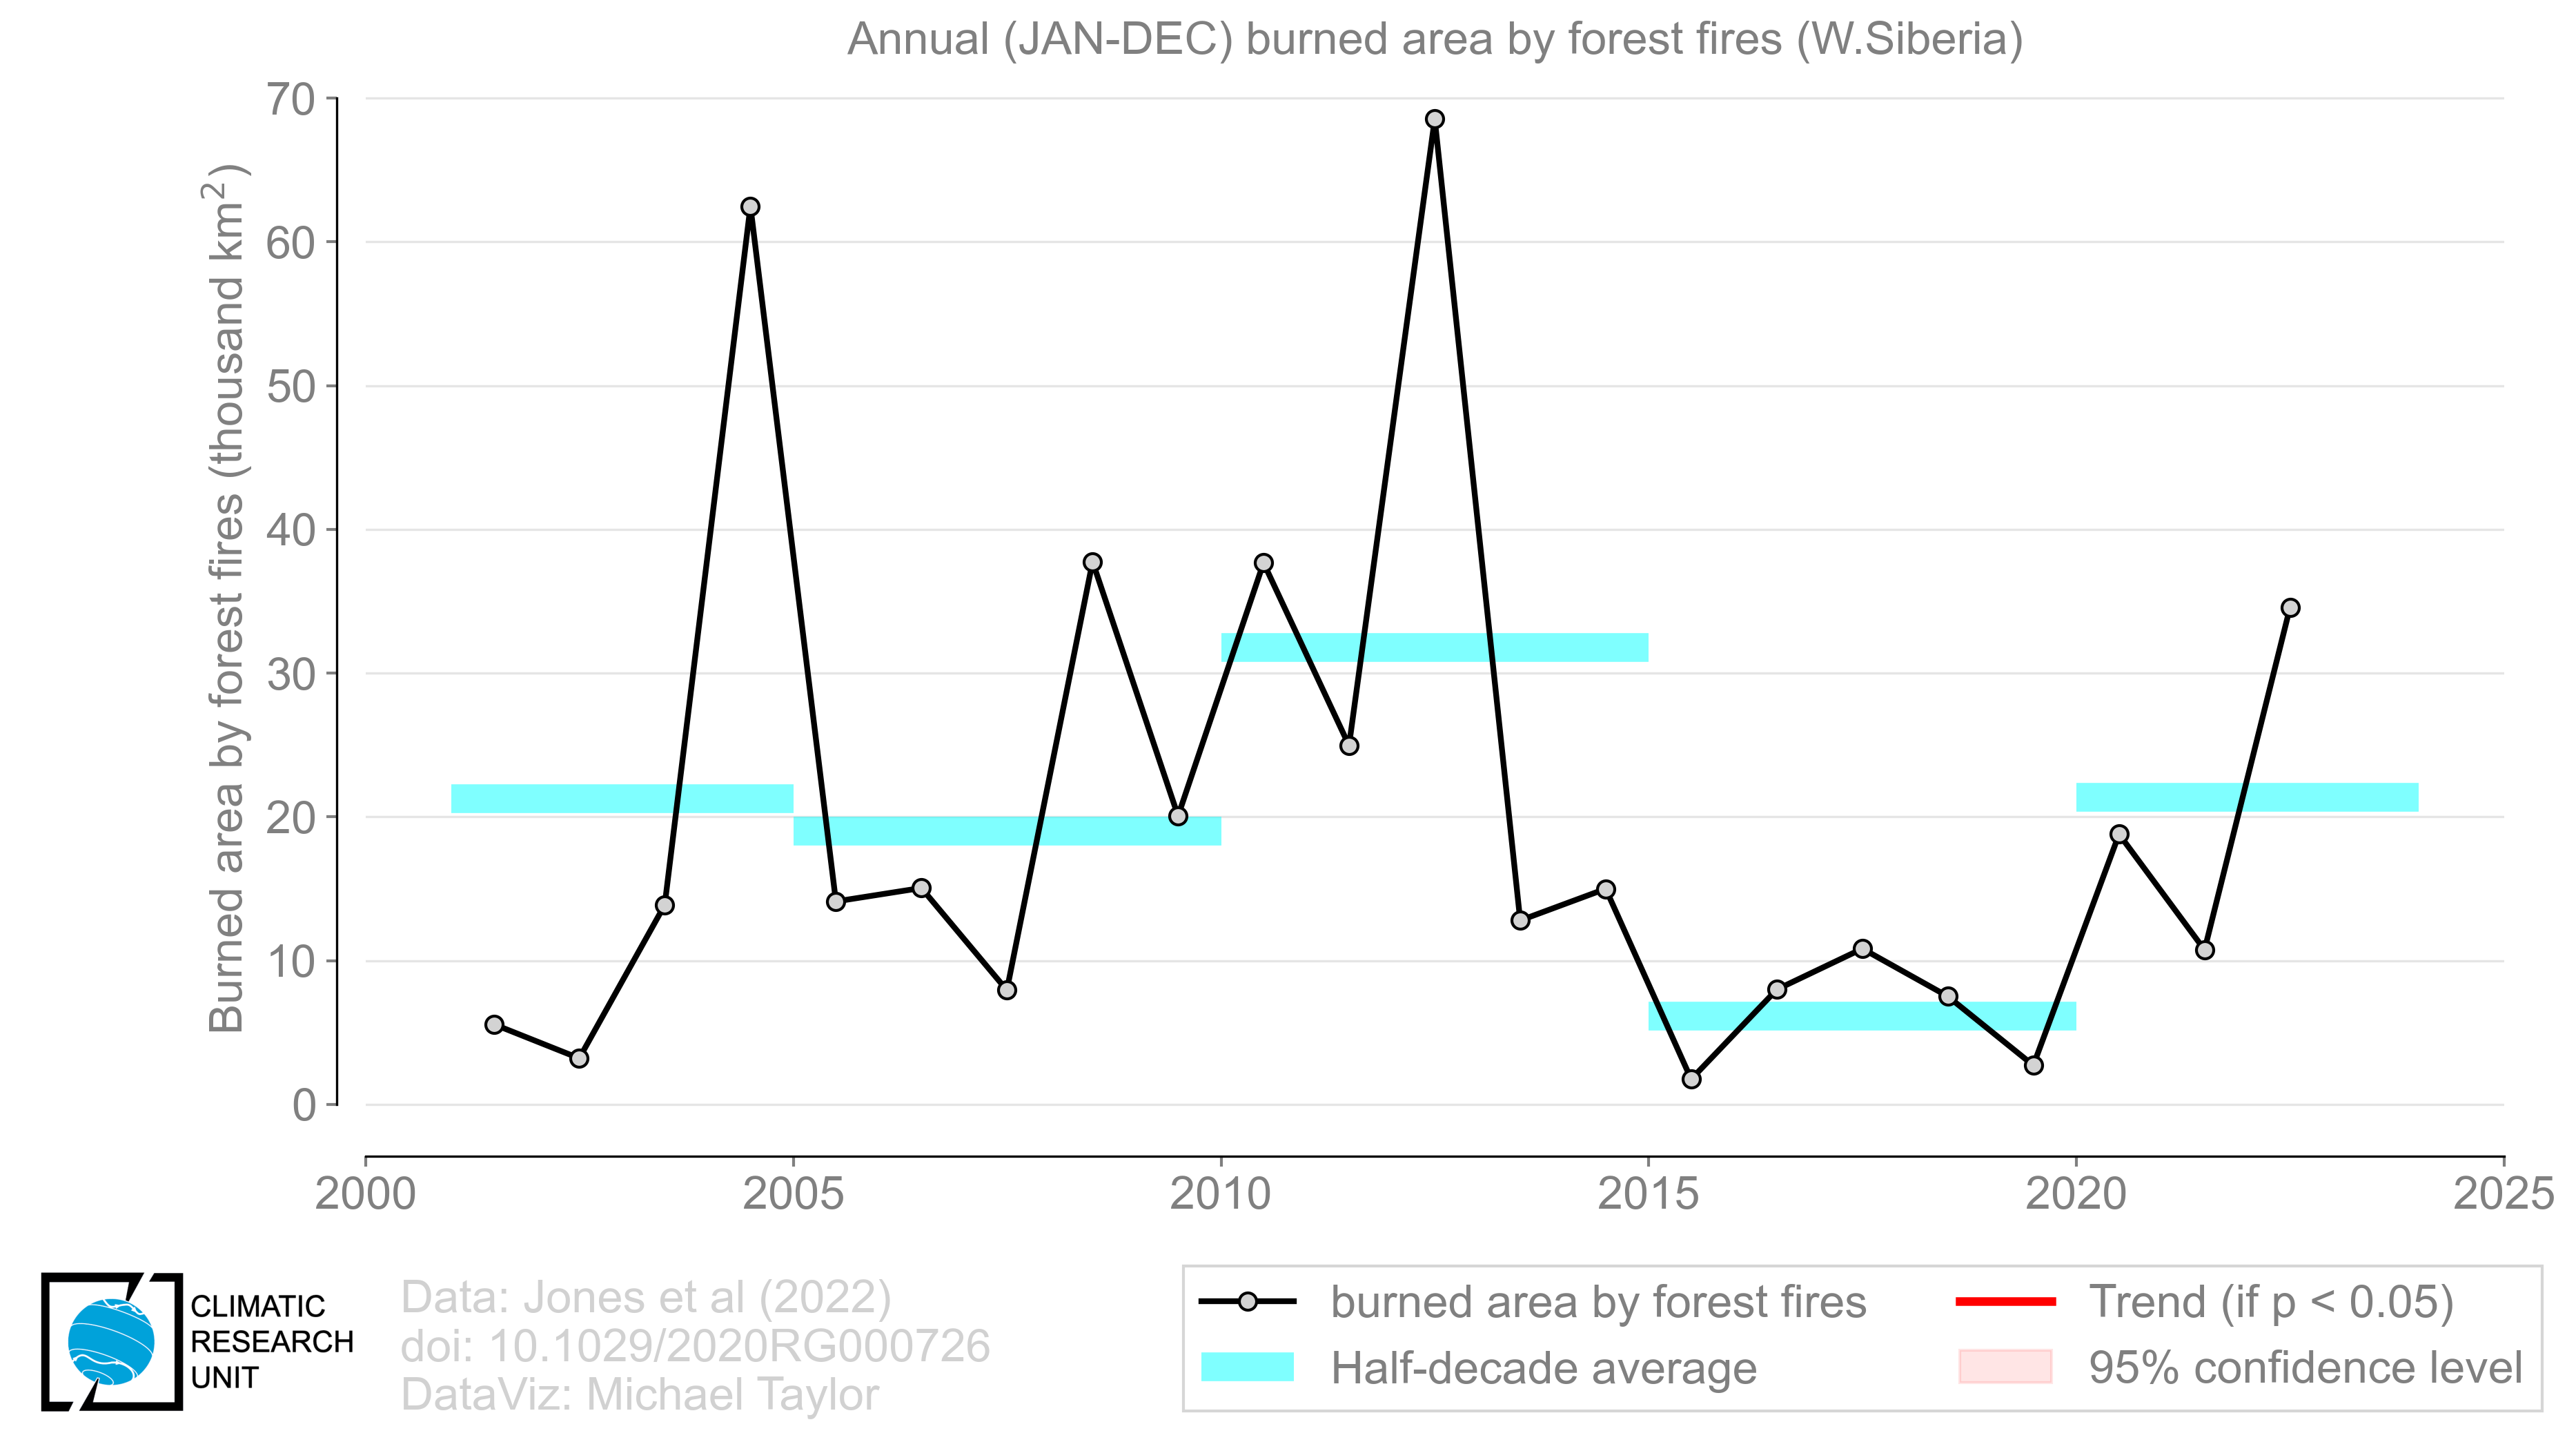 Annual (JAN-DEC) burned area by forest fires (W.Siberia)
Burned area by forest fires (thousand km²)
70
60
50
40
30
20
10
0
2000
2005
2010
2015
2020
2025
CLIMATIC
RESEARCH
UNIT
Data: Jones et al (2022)
doi: 10.1029/2020RG000726
DataViz: Michael Taylor
burned area by forest fires
Half-decade average
Trend (if p < 0.05)
95% confidence level